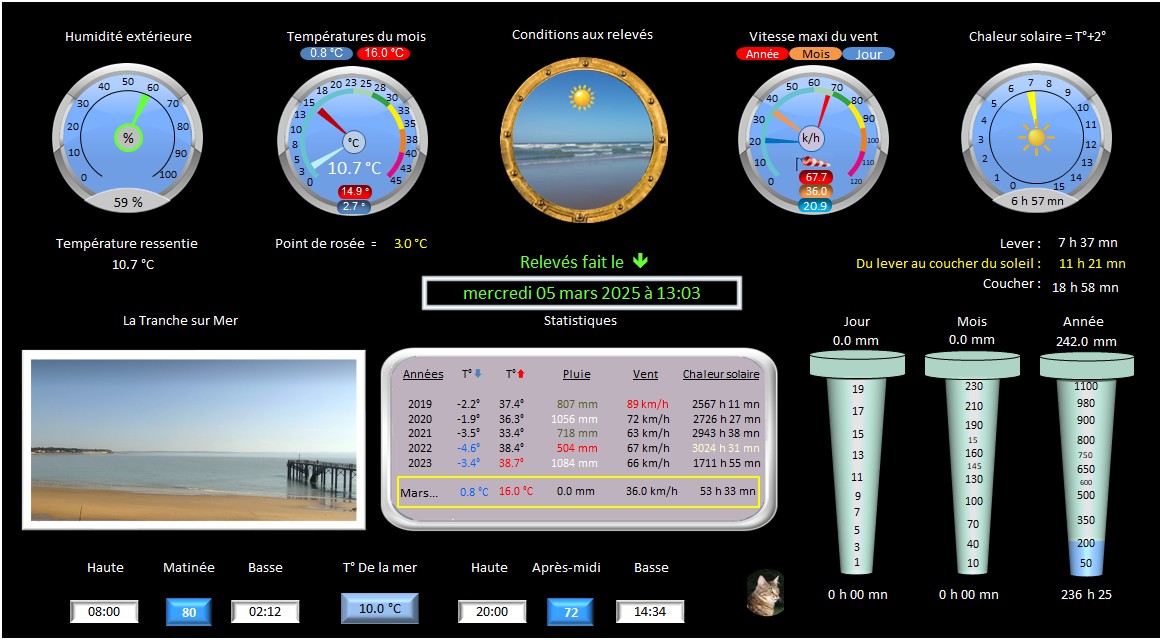 Humidité extérieure
Températures du mois
0.8 °C 16.0 °C
Conditions aux relevés
Vitesse maxi du vent
Année Mois Jour
Chaleur solaire = T°+2°
0 10 20 30 40 50 60 70 80 90 100
%
59 %
0 3 5 8 10 13 15 18 20 23 25 28 30 33 35 38 40 43 45
°C
10.7 °C
14.9 °
2.7 °
0 10 20 30 40 50 60 70 80 90 100 110 120
k/h
67.7
36.0
20.9
0 1 2 3 4 5 6 7 8 9 10 11 12 13 14 15
6 h 57 mn
Température ressentie
10.7 °C
Point de rosée = 3.0 °C
Relevés fait le
mercredi 05 mars 2025 à 13:03
Lever : 7 h 37 mn
Du lever au coucher du soleil : 11 h 21 mn
Coucher : 18 h 58 mn
La Tranche sur Mer
Statistiques
Années T° T° Pluie Vent Chaleur solaire
2019 -2.2° 37.4° 807 mm 89 km/h 2567 h 11 mn
2020 -1.9° 36.3° 1056 mm 72 km/h 2726 h 27 mn
2021 -3.5° 33.4° 718 mm 63 km/h 2943 h 38 mn
2022 -4.6° 38.4° 504 mm 67 km/h 3024 h 31 mn
2023 -3.4° 38.7° 1084 mm 66 km/h 1711 h 55 mn
Mars... 0.8 °C 16.0 °C 0.0 mm 36.0 km/h 53 h 33 mn
Jour
0.0 mm
19
17
15
13
11
9
7
5
3
1
0 h 00 mn
Mois
0.0 mm
230
210
190
15
160
145
130
100
70
40
10
0 h 00 mn
Année
242.0 mm
1100
980
900
800
750
650
600
500
350
200
50
236 h 25
Haute Matinée Basse T° De la mer Haute Après-midi Basse
08:00 80 02:12 10.0 °C 20:00 72 14:34